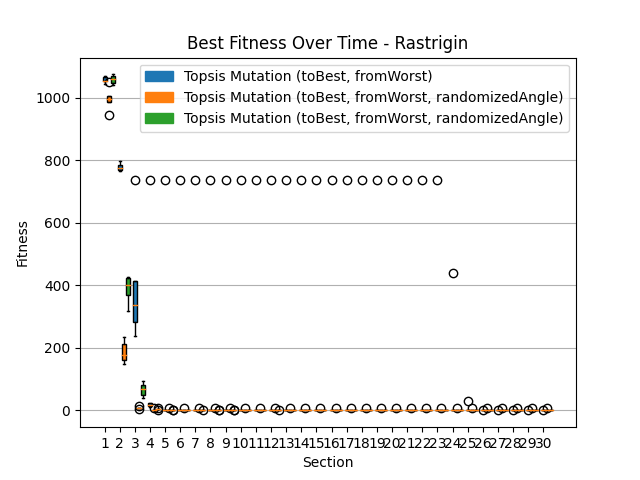 Best Fitness Over Time - Rastrigin
Topsis Mutation (toBest, fromWorst)
Topsis Mutation (toBest, fromWorst, randomizedAngle)
Topsis Mutation (toBest, fromWorst, randomizedAngle)
Fitness
1000
800
600
400
200
0
1 2 3 4 5 6 7 8 9 10 11 12 13 14 15 16 17 18 19 20 21 22 23 24 25 26 27 28 29 30
Section